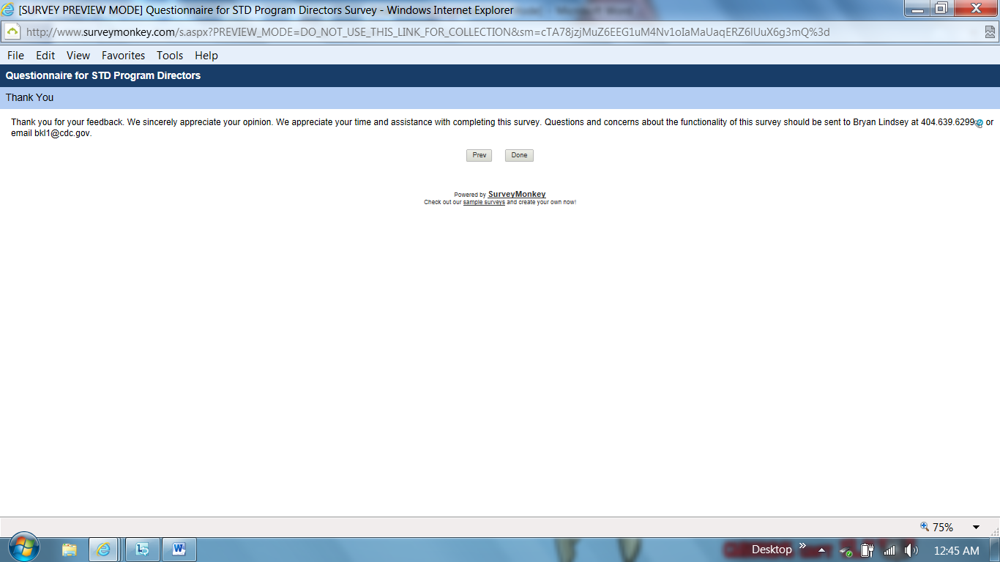 [SURVEY PREVIEW MODE] Questionnaire for STD Program Directors Survey - Windows Internet Explorer
http://www.surveymonkey.com/s.aspx?PREVIEW_MODE=DO_NOT_USE_THIS_LINK_FOR_COLLECTION&sm=cTA78jzjMuZ6EEG1uM4Nv1oIaMaUaqERZ6lUuX6g3mQ%3d
File Edit View Favorites Tools Help
Questionnaire for STD Program Directors
Thank You
Thank you for your feedback. We sincerely appreciate your opinion. We appreciate your time and assistance with completing this survey. Questions and concerns about the functionality of this survey should be sent to Bryan Lindsey at 404.639.6299 or
email bkl1@cdc.gov.
Prev Done
Powered by SurveyMonkey
Check out our sample surveys and create your own now!
75%
Desktop
12:45 AM